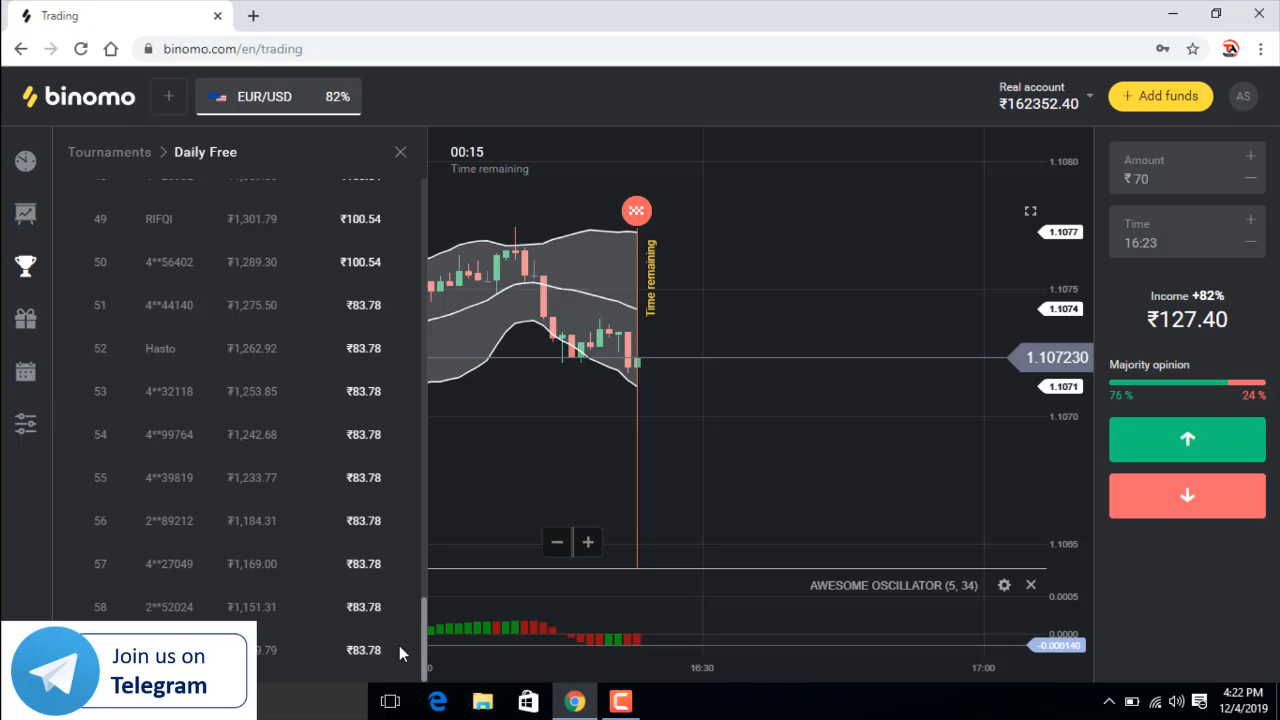 Trading
binomo.com/en/trading
binomo
EUR/USD 82%
Real account
₹162352.40
Add funds
AS
Tournaments > Daily Free
49 RIFQI ₮1,301.79 ₹100.54
50 4**56402 ₮1,289.30 ₹100.54
51 4**44140 ₮1,275.50 ₹83.78
52 Hasto ₮1,262.92 ₹83.78
53 4**32118 ₮1,253.85 ₹83.78
54 4**99764 ₮1,242.68 ₹83.78
55 4**39819 ₮1,233.77 ₹83.78
56 2**89212 ₮1,184.31 ₹83.78
57 4**27049 ₮1,169.00 ₹83.78
58 2**52024 ₮1,151.31 ₹83.78
₹83.78
00:15
Time remaining
Time remaining
1.1080
1.1077
1.1075
1.1074
1.107230
1.1071
1.1070
1.1065
AWESOME OSCILLATOR (5, 34)
0.0005
0.0000
-0.000140
16:30 17:00
Amount
₹70
Time
16:23
Income +82%
₹127.40
Majority opinion
76 % 24 %
Join us on
Telegram
4:22 PM
12/4/2019